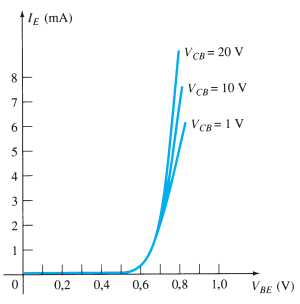 I_E (mA)
V_CB = 20 V
V_CB = 10 V
V_CB = 1 V
8
7
6
5
4
3
2
1
0
0,2 0,4 0,6 0,8 1,0 V_BE (V)